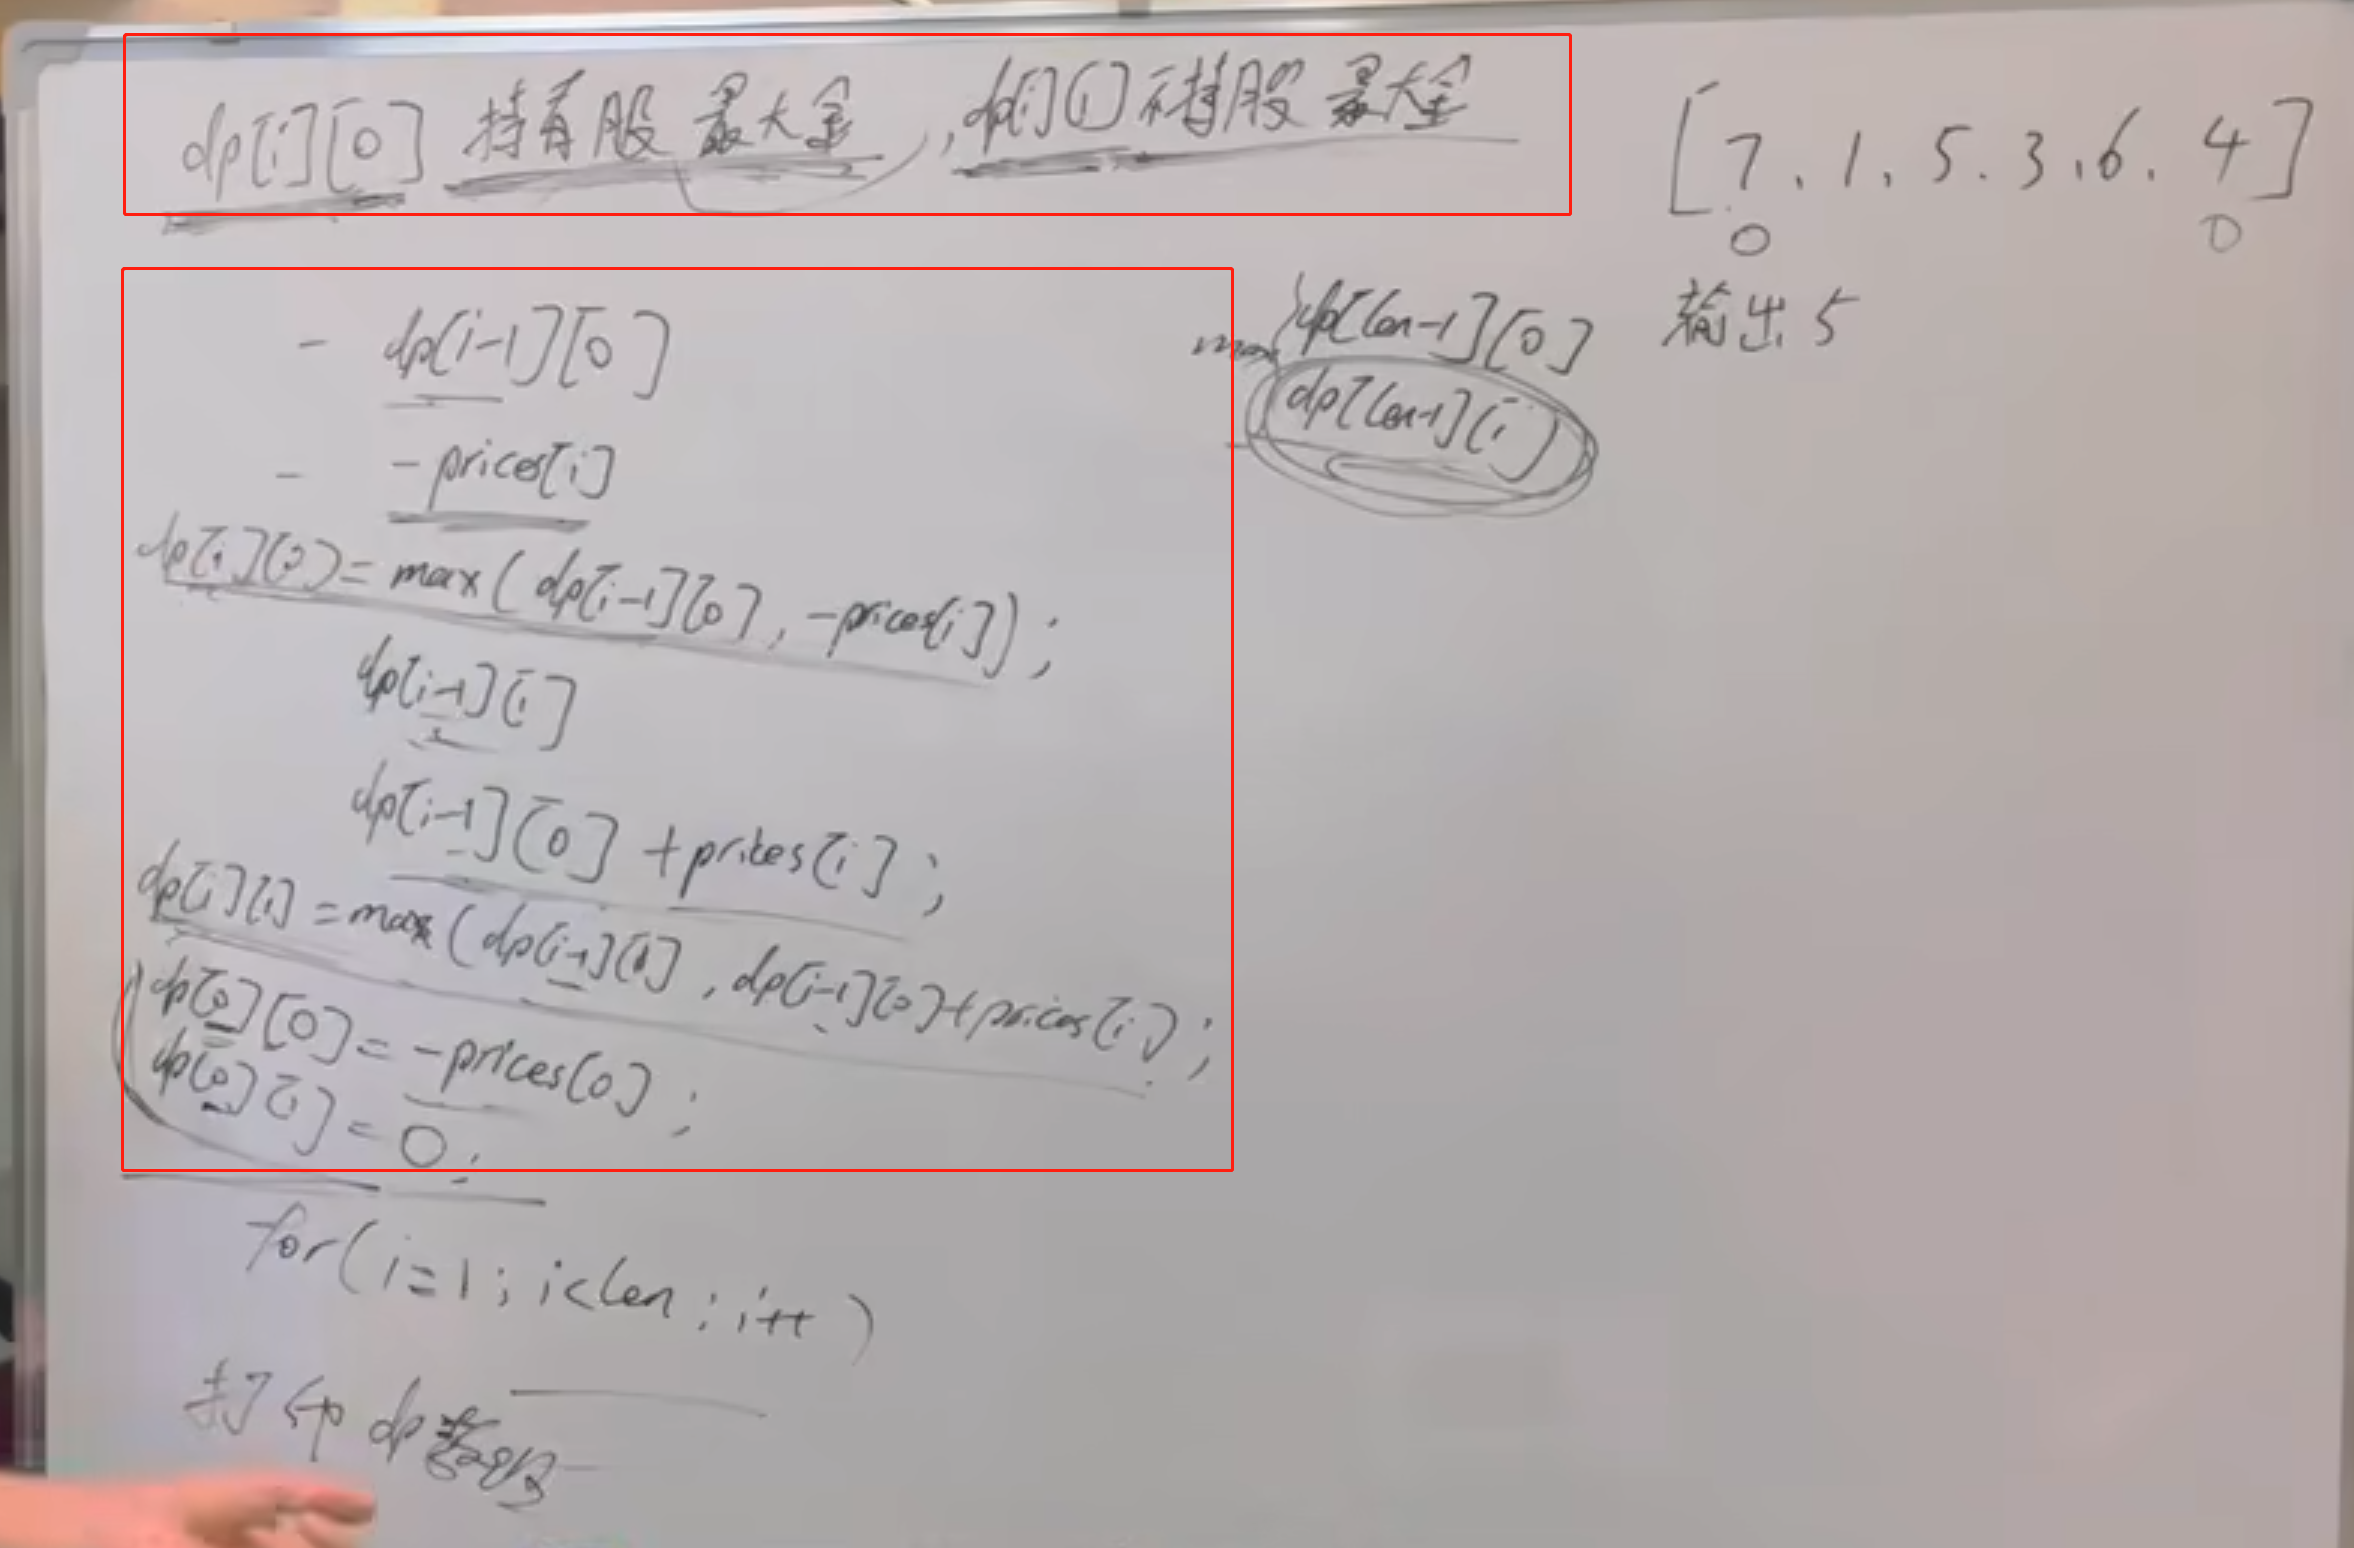 dp[i][0] 持有股 最大金, dp[i][1] 不持股 最大金
[7, 1, 5, 3, 6, 4]
0 0
输出 5
max dp[len-1][0]
dp[len-1][1]
- dp[i-1][0]
- -prices[i]
dp[i][0] = max(dp[i-1][0], -prices[i]);
dp[i-1][1]
dp[i-1][0] + prices[i];
dp[i][1] = max(dp[i-1][1], dp[i-1][0]+prices[i];
dp[0][0] = -prices[0];
dp[0][1] = 0;
for(i=1; i<len; i++)
打印 dp数组